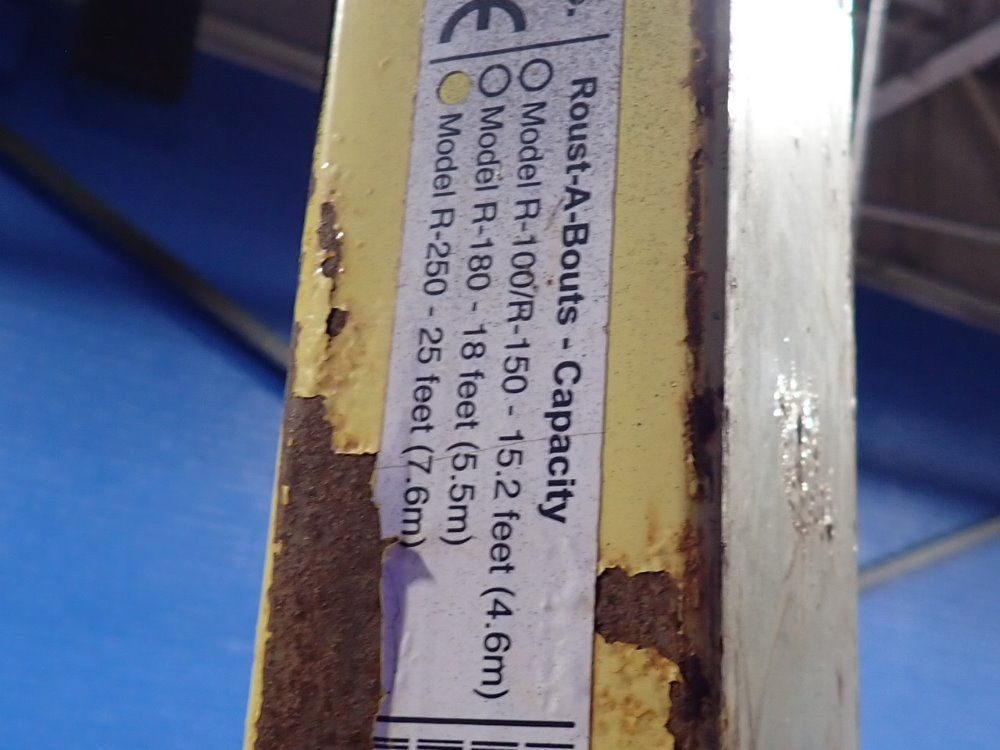 CE
Roust-A-Bouts - Capacity
Model R-100/R-150 - 15.2 feet (4.6m)
Model R-180 - 18 feet (5.5m)
Model R-250 - 25 feet (7.6m)